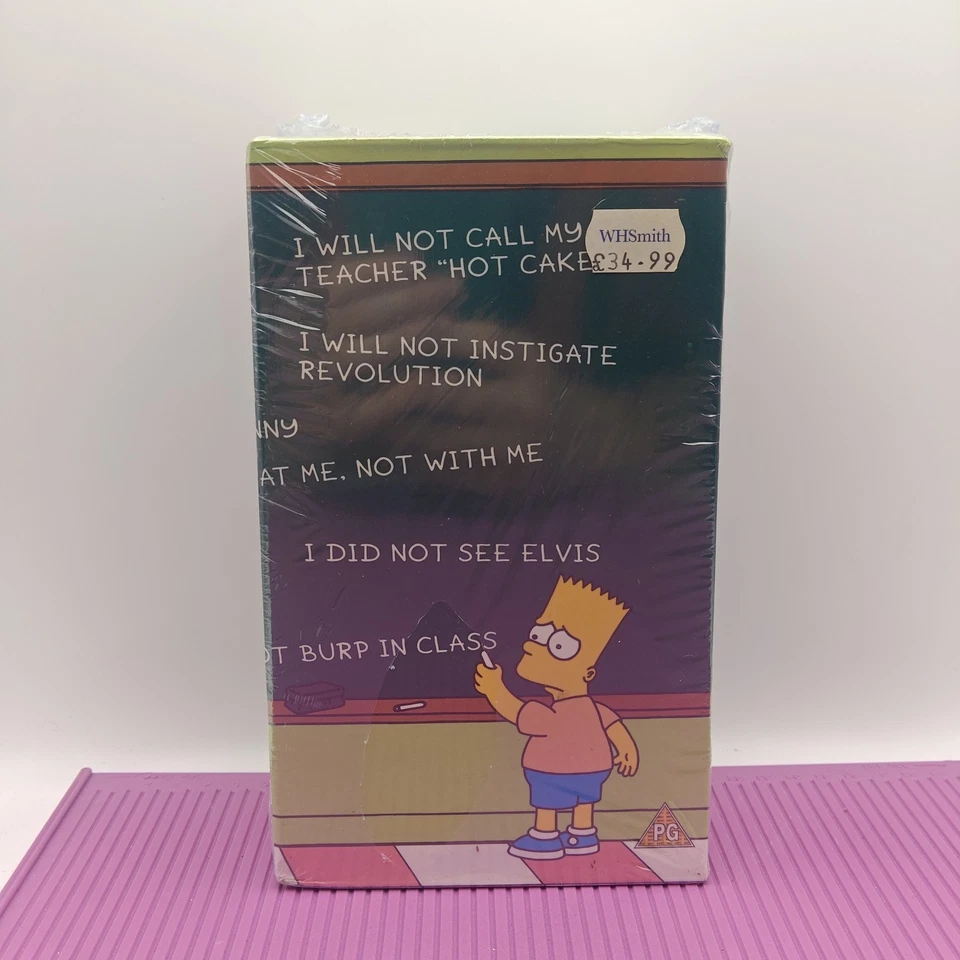 I WILL NOT CALL MY
TEACHER “HOT CAKE
WHSmith
£34.99
I WILL NOT INSTIGATE
REVOLUTION
NNY
AT ME, NOT WITH ME
I DID NOT SEE ELVIS
OT BURP IN CLASS
PG